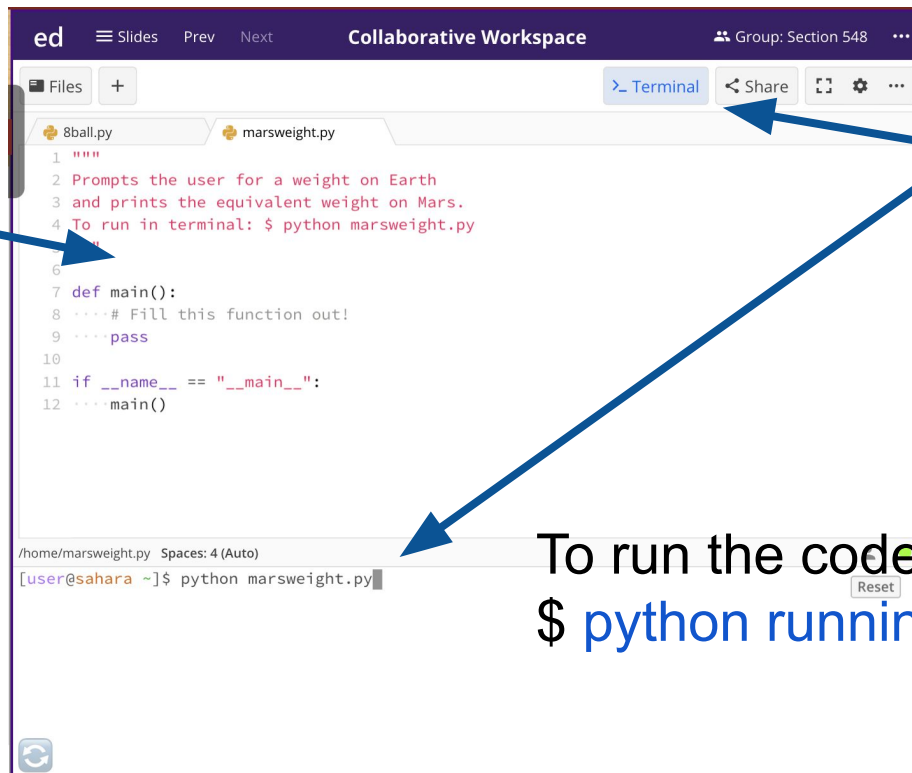 ed Slides Prev Next Collaborative Workspace Group: Section 548 ...
Files + >_ Terminal Share ...
8ball.py marsweight.py
1 """
2 Prompts the user for a weight on Earth
3 and prints the equivalent weight on Mars.
4 To run in terminal: $ python marsweight.py
6
7 def main():
8 ····# Fill this function out!
9 ····pass
10
11 if __name__ == "__main__":
12 ····main()
/home/marsweight.py Spaces: 4 (Auto)
[user@sahara ~]$ python marsweight.py
Reset
To run the code
$ python runnin